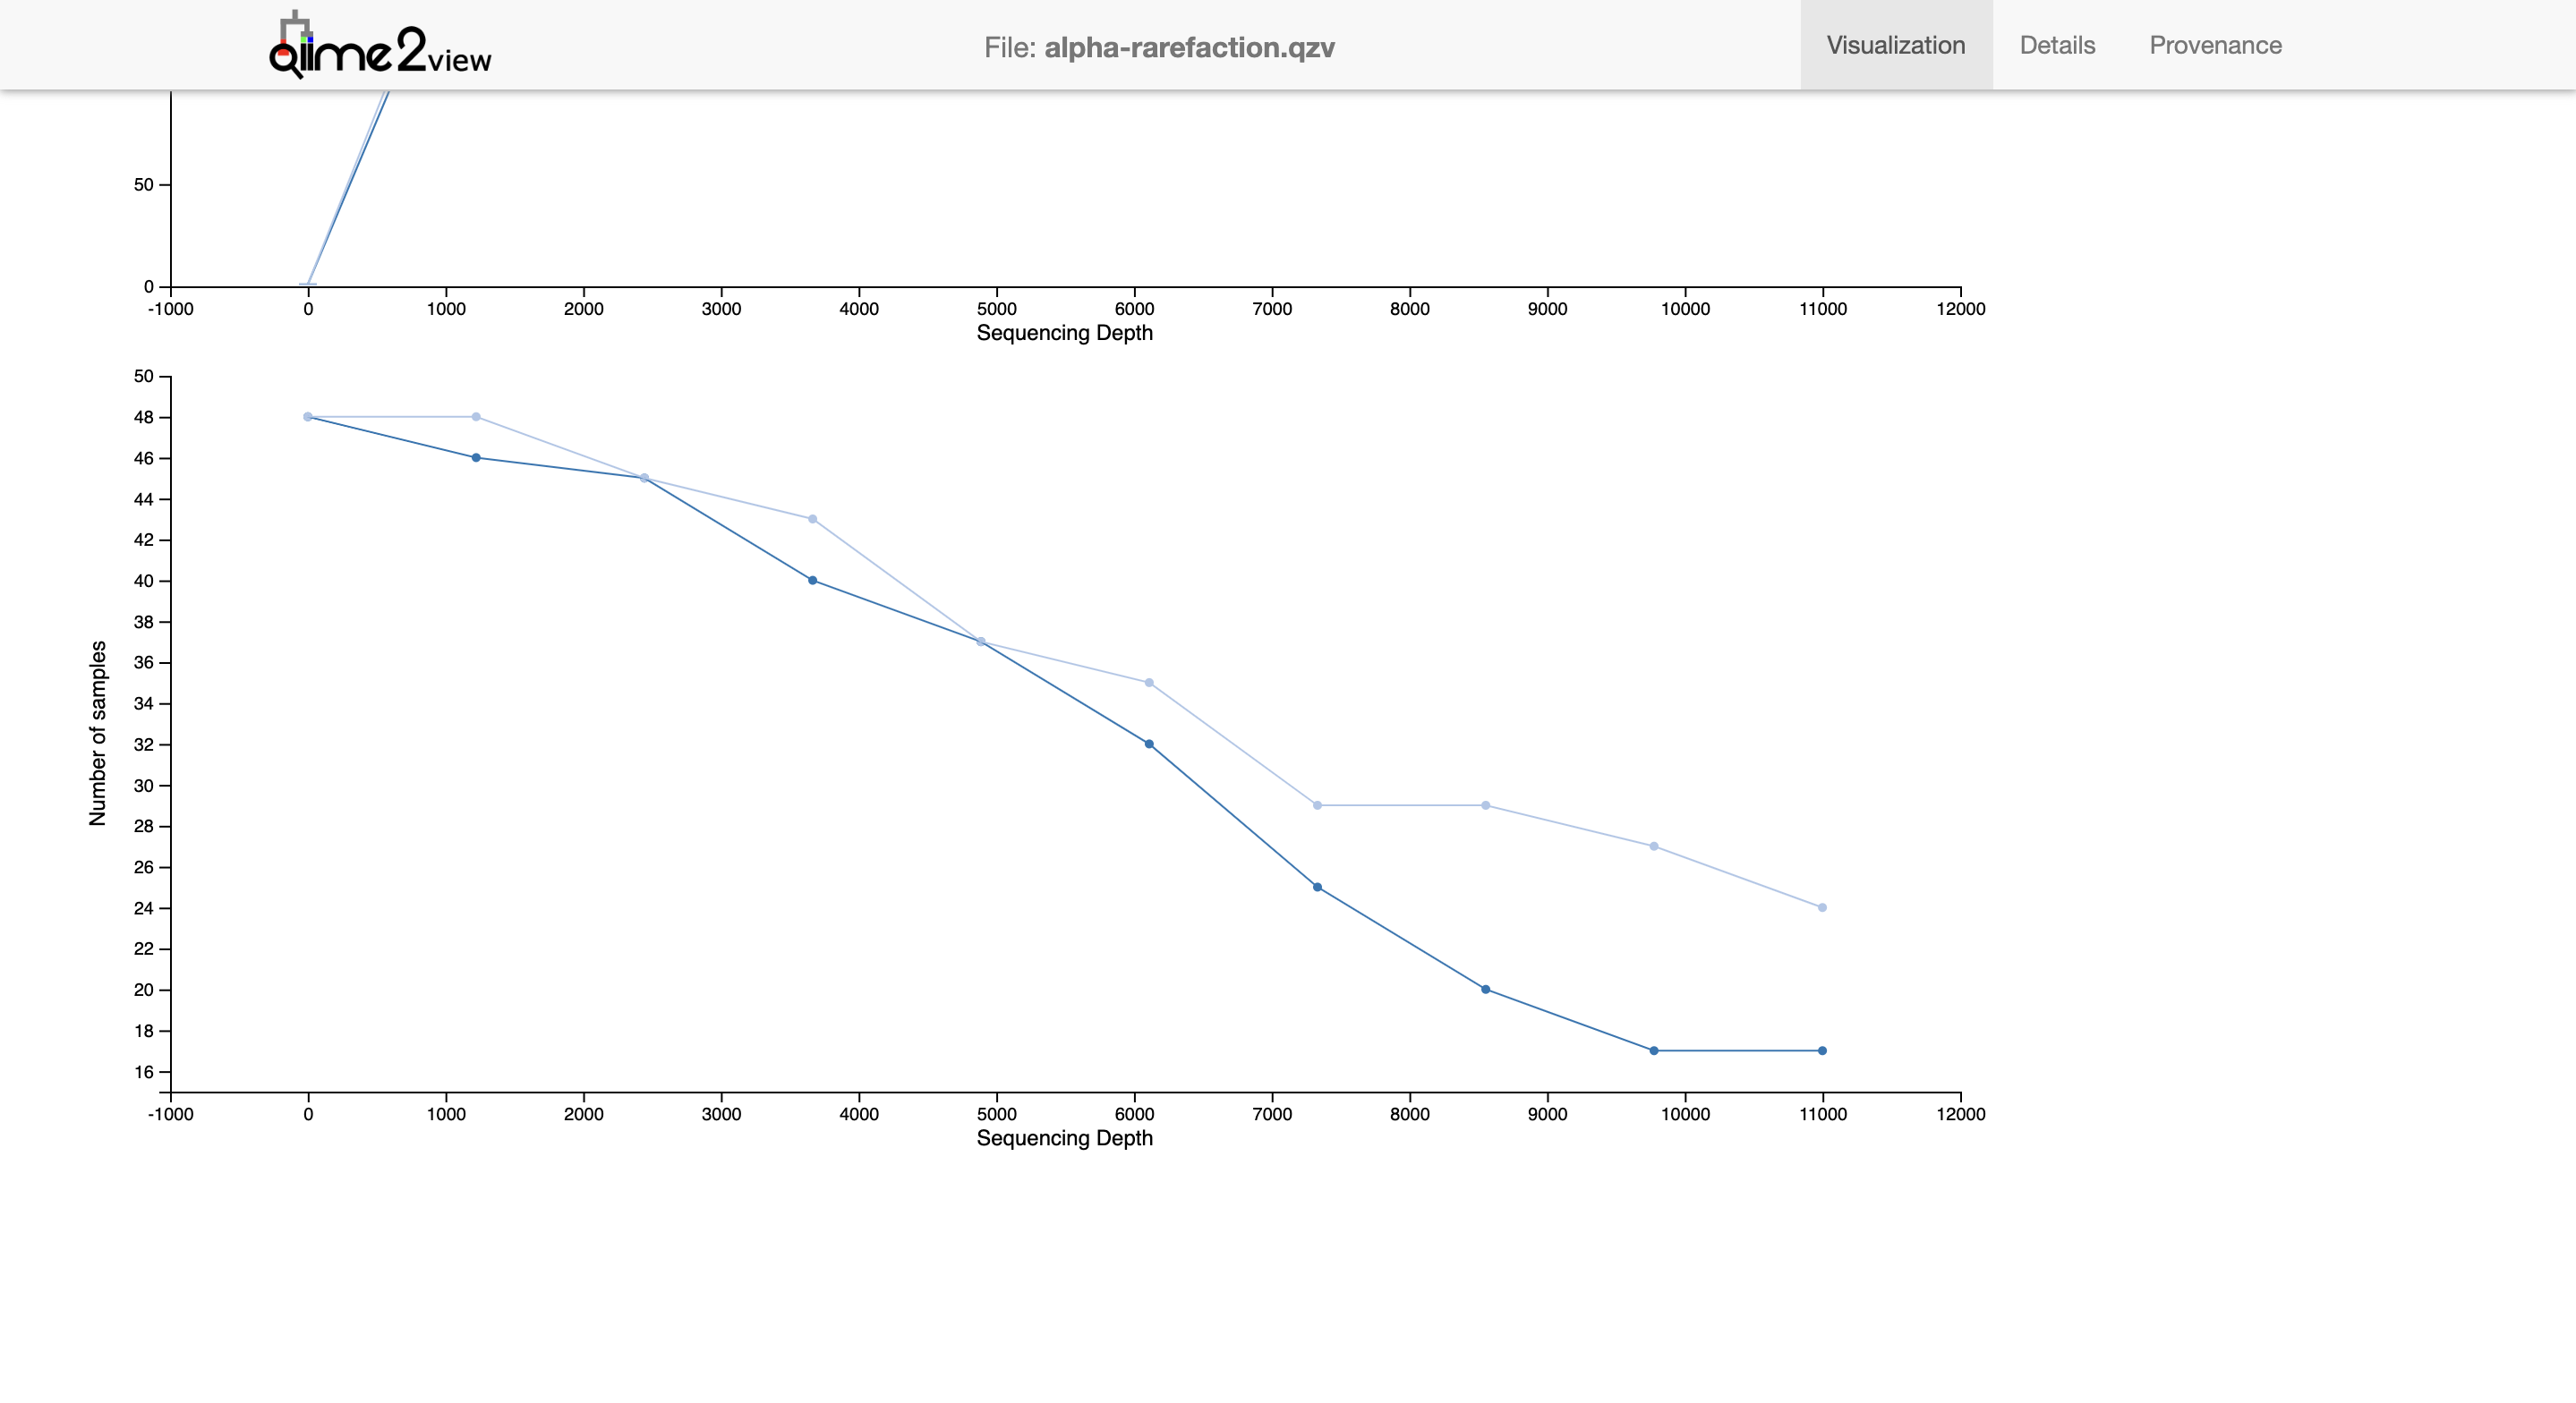 qiime2view
File: alpha-rarefaction.qzv
Visualization Details Provenance
50
0
-1000 0 1000 2000 3000 4000 5000 6000 7000 8000 9000 10000 11000 12000
Sequencing Depth
50
48
46
44
42
40
38
36
34
32
30
28
26
24
22
20
18
16
Number of samples
-1000 0 1000 2000 3000 4000 5000 6000 7000 8000 9000 10000 11000 12000
Sequencing Depth